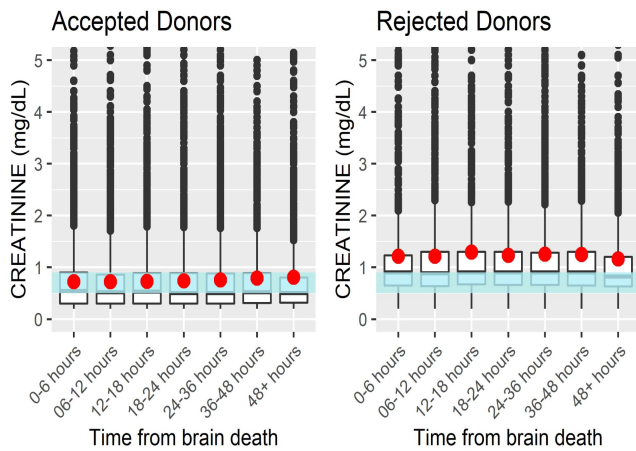 Accepted Donors
CREATININE (mg/dL)
5
4
3
2
1
0
0-6 hours
06-12 hours
12-18 hours
18-24 hours
24-36 hours
36-48 hours
48+ hours
Time from brain death
Rejected Donors
CREATININE (mg/dL)
5
4
3
2
1
0
0-6 hours
06-12 hours
12-18 hours
18-24 hours
24-36 hours
36-48 hours
48+ hours
Time from brain death